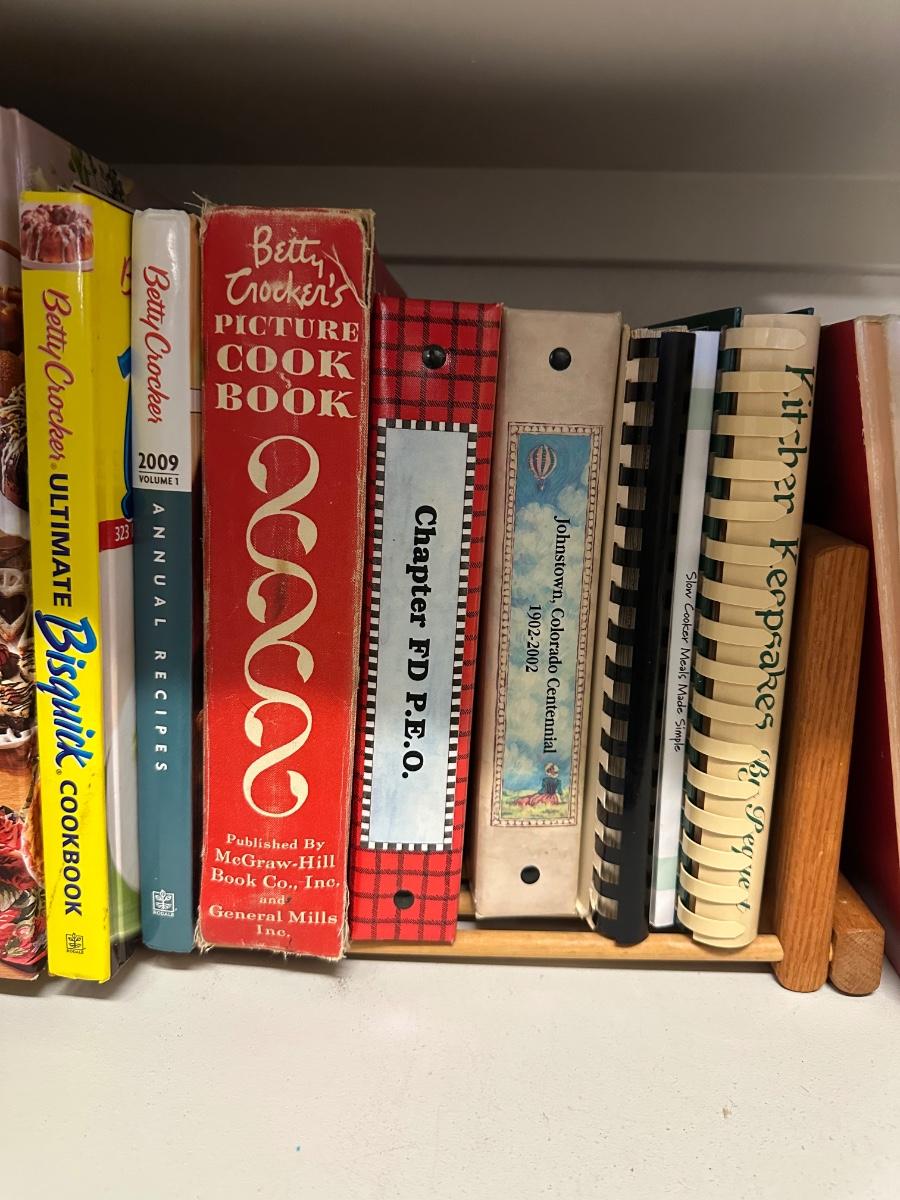 Betty Crocker® ULTIMATE Bisquick® COOKBOOK
RODALE
323
Betty Crocker
2009
VOLUME 1
ANNUAL RECIPES
RODALE
Betty
Crocker's
PICTURE
COOK
BOOK
Published By
McGraw-Hill
Book Co., Inc.
and
General Mills
Inc.
Chapter FD P.E.O.
Johnstown, Colorado Centennial
1902-2002
Slow Cooker Meals Made Simple
Kitchen Keepsakes By Request